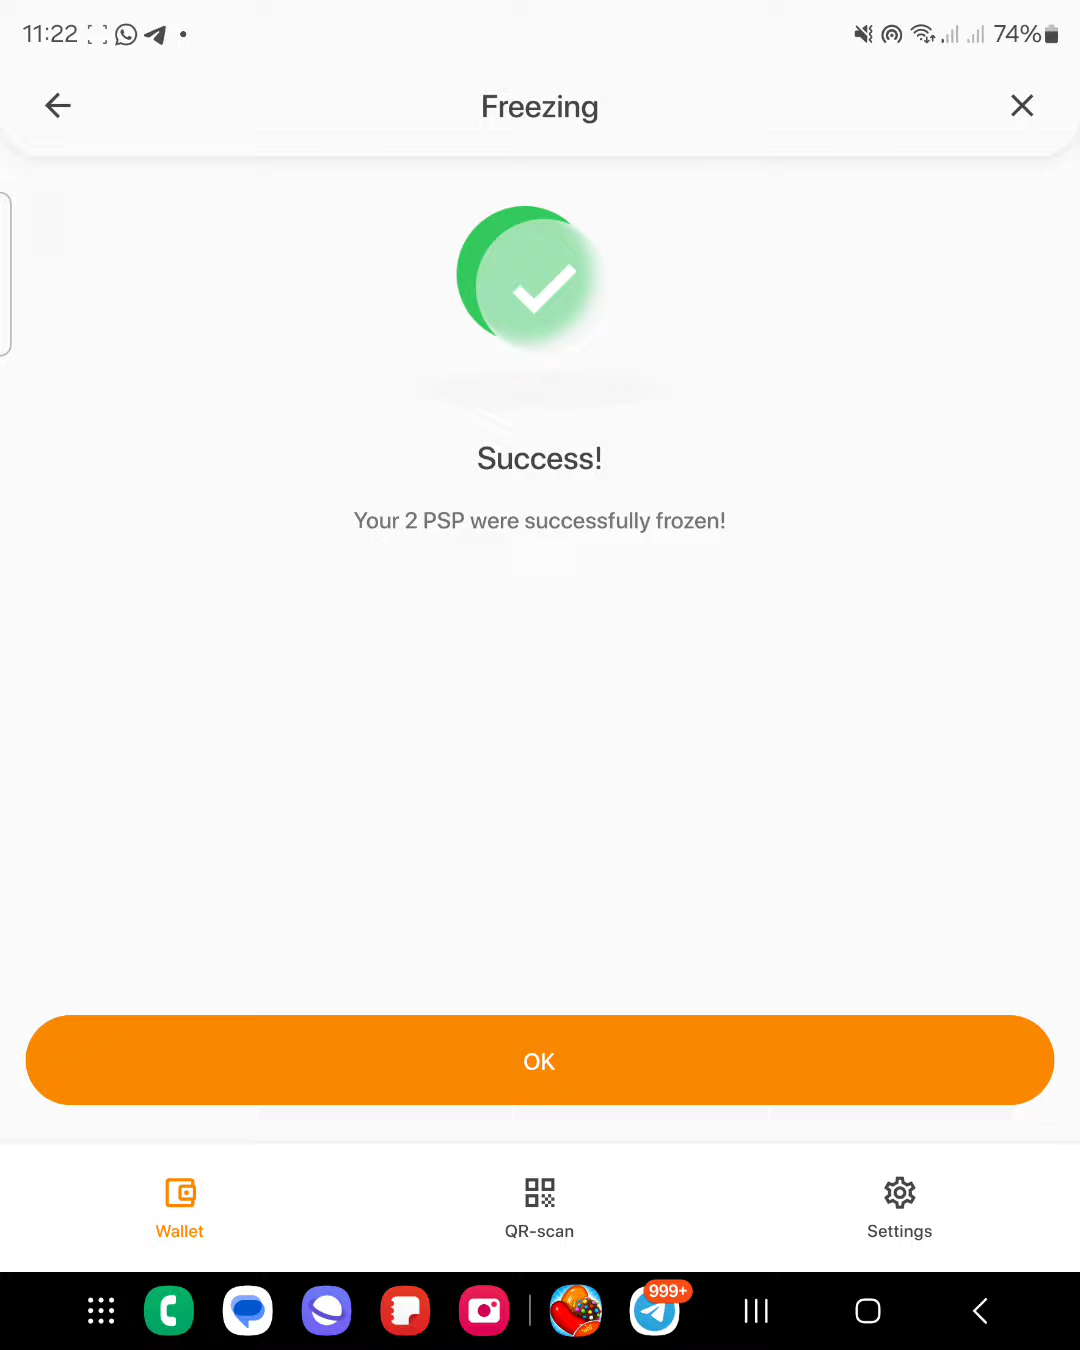 11:22
74%
Freezing
Success!
Your 2 PSP were successfully frozen!
OK
Wallet
QR-scan
Settings
999+